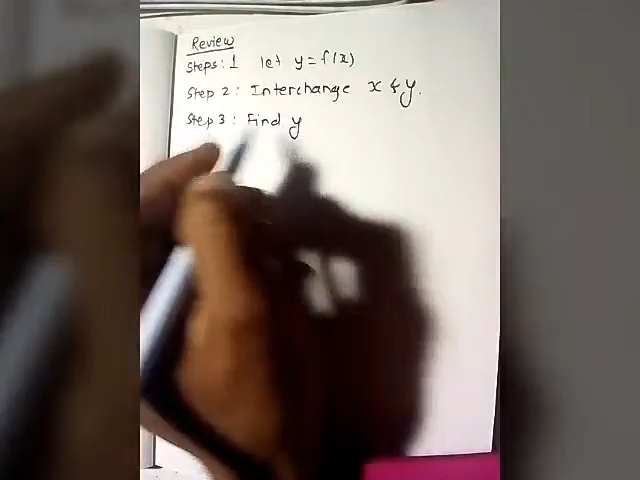 Review
Steps: 1 let y = f(x)
Step 2: Interchange x & y.
Step 3: Find y